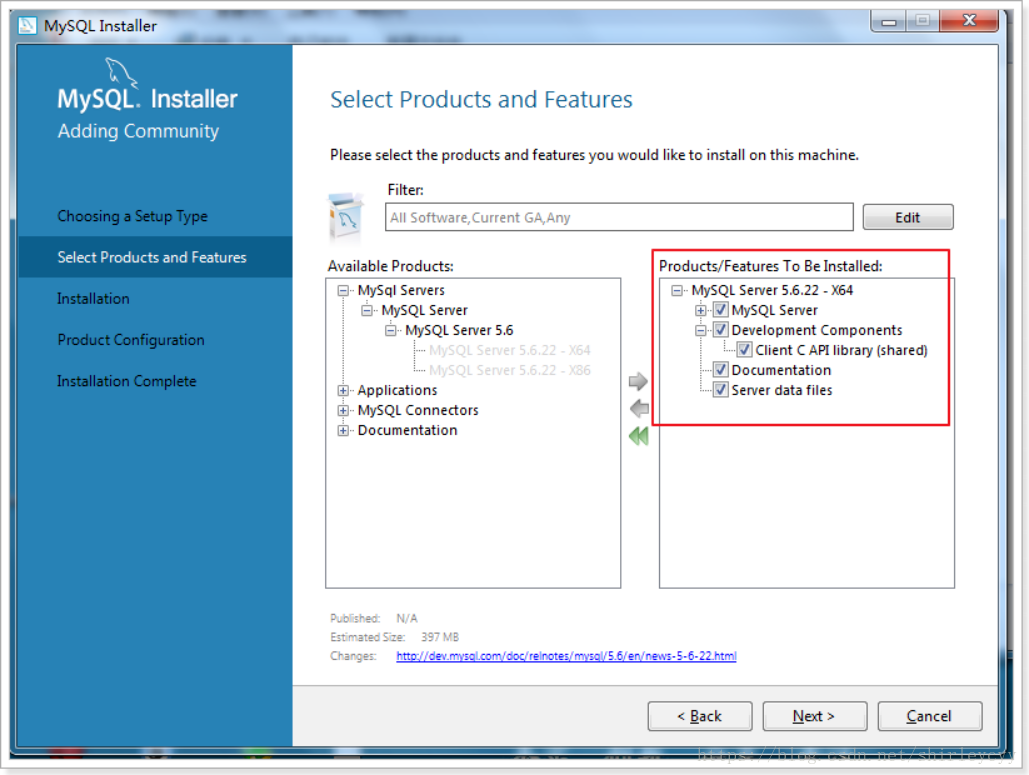 MySQL Installer
MySQL. Installer
Adding Community
Choosing a Setup Type
Select Products and Features
Installation
Product Configuration
Installation Complete
Select Products and Features
Please select the products and features you would like to install on this machine.
Filter:
All Software,Current GA,Any
Edit
Available Products:
MySql Servers
MySQL Server
MySQL Server 5.6
MySQL Server 5.6.22 - X64
MySQL Server 5.6.22 - X86
Applications
MySQL Connectors
Documentation
Products/Features To Be Installed:
MySQL Server 5.6.22 - X64
MySQL Server
Development Components
Client C API library (shared)
Documentation
Server data files
Published: N/A
Estimated Size: 397 MB
Changes: http://dev.mysql.com/doc/relnotes/mysql/5.6/en/news-5-6-22.html
< Back
Next >
Cancel